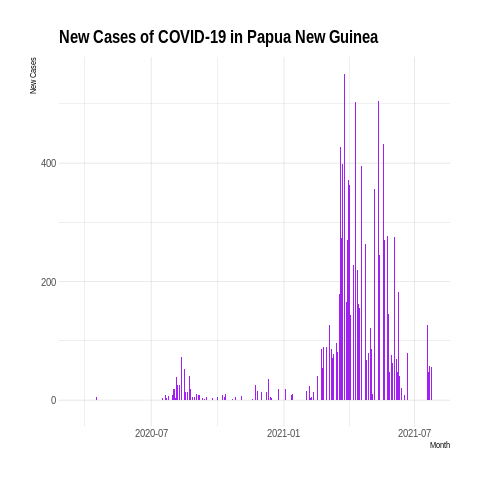 New Cases of COVID-19 in Papua New Guinea
New Cases
400
200
0
2020-07
2021-01
2021-07
Month